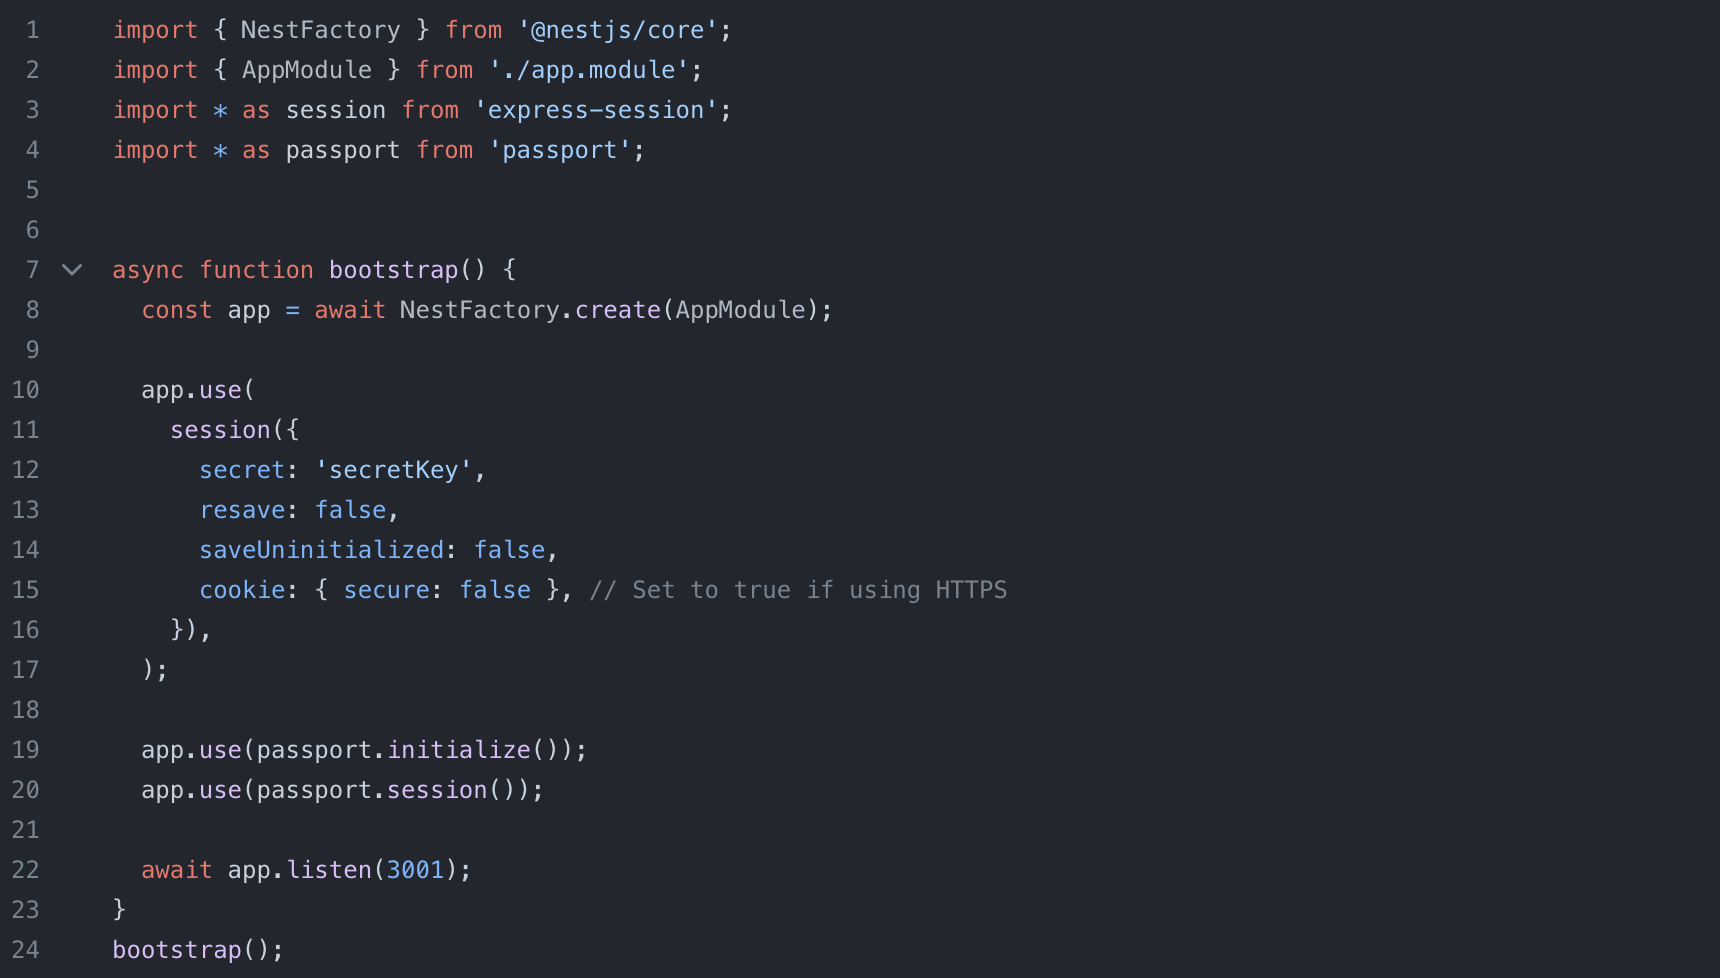 1 import { NestFactory } from '@nestjs/core';
2 import { AppModule } from './app.module';
3 import * as session from 'express-session';
4 import * as passport from 'passport';
5
6
7 async function bootstrap() {
8   const app = await NestFactory.create(AppModule);
9
10   app.use(
11     session({
12       secret: 'secretKey',
13       resave: false,
14       saveUninitialized: false,
15       cookie: { secure: false }, // Set to true if using HTTPS
16     }),
17   );
18
19   app.use(passport.initialize());
20   app.use(passport.session());
21
22   await app.listen(3001);
23 }
24 bootstrap();